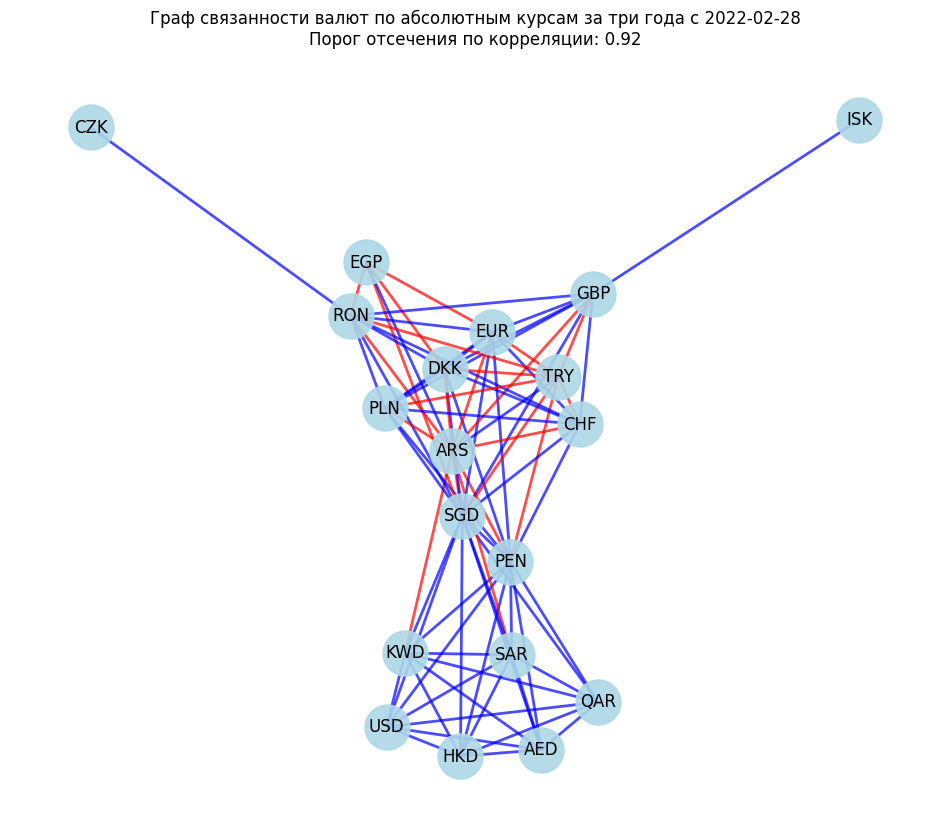 Граф связанности валют по абсолютным курсам за три года с 2022-02-28
Порог отсечения по корреляции: 0.92
CZK
ISK
EGP
GBP
RON
EUR
DKK
TRY
PLN
CHF
ARS
SGD
PEN
KWD
SAR
QAR
USD
HKD
AED